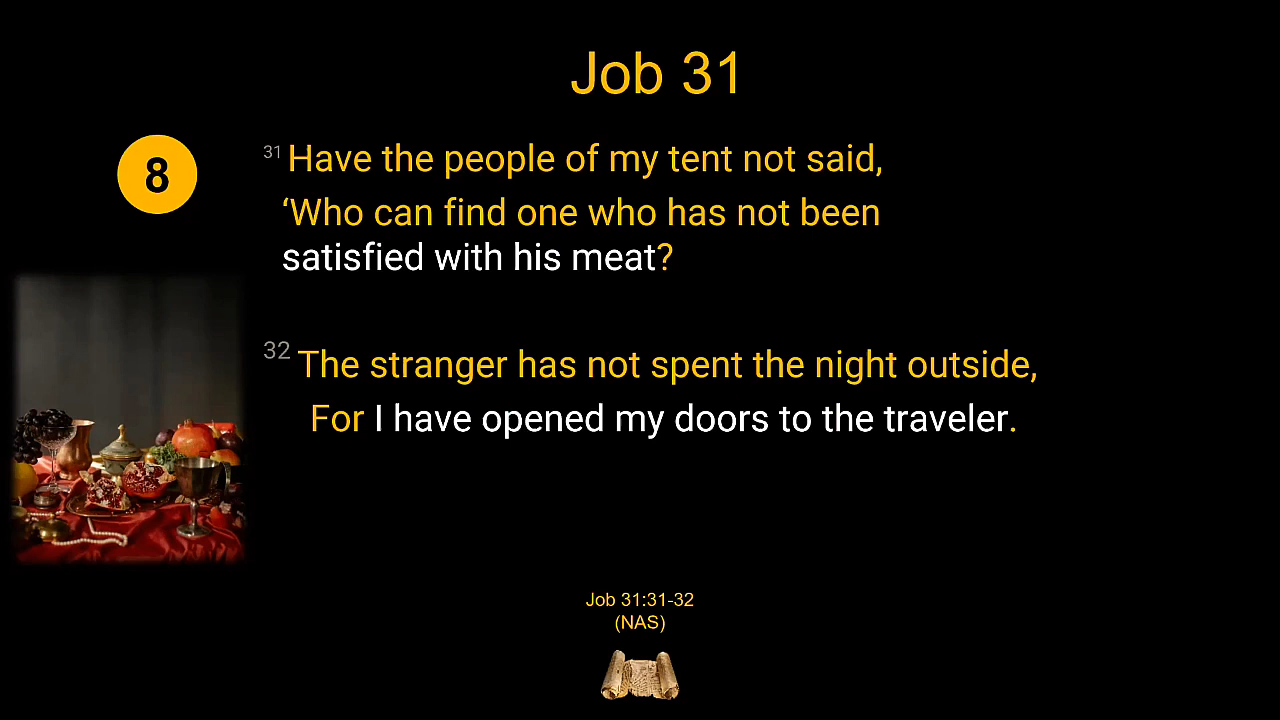 Job 31
8
31 Have the people of my tent not said,
‘Who can find one who has not been
satisfied with his meat?
32 The stranger has not spent the night outside,
For I have opened my doors to the traveler.
Job 31:31-32
(NAS)